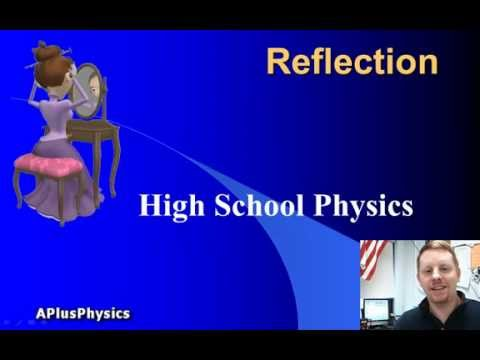 Reflection
High School Physics
APlusPhysics